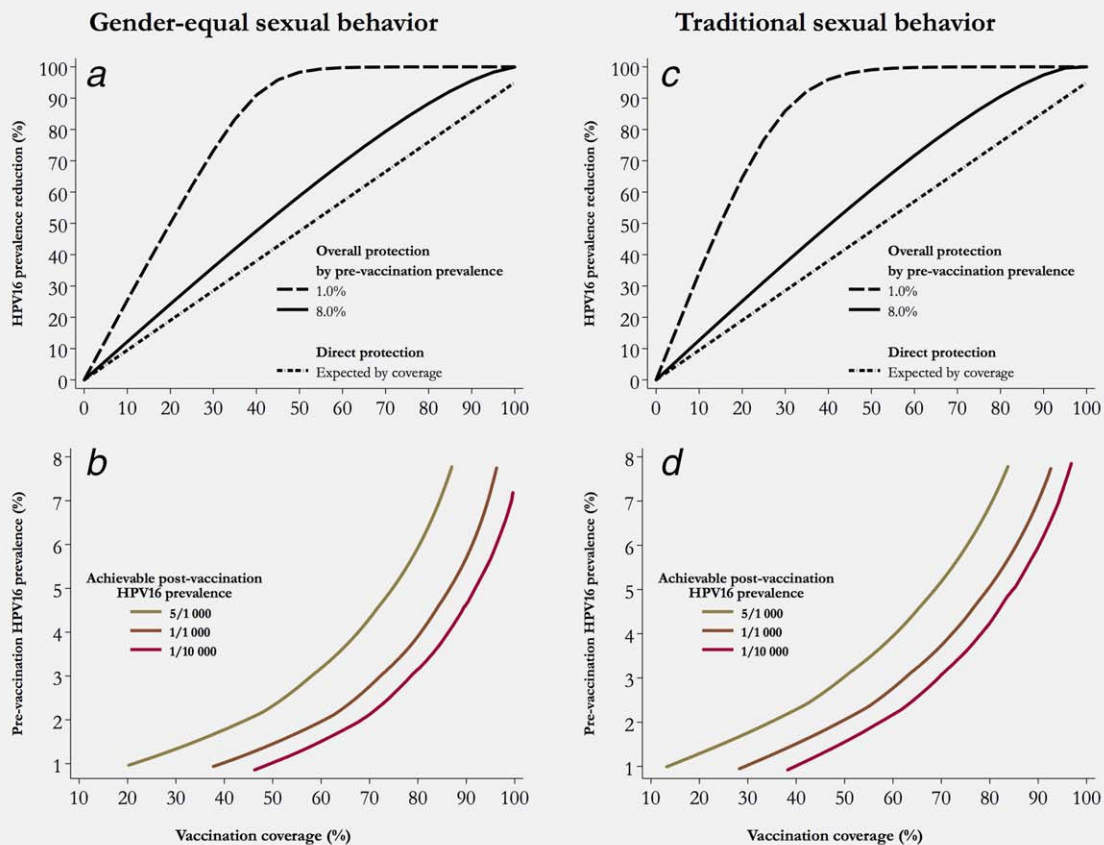 Gender-equal sexual behavior
Traditional sexual behavior
a
HPV16 prevalence reduction (%)
100
90
80
70
60
50
40
30
20
10
0
Overall protection
by pre-vaccination prevalence
1.0%
8.0%
Direct protection
Expected by coverage
0 10 20 30 40 50 60 70 80 90 100
c
HPV16 prevalence reduction (%)
100
90
80
70
60
50
40
30
20
10
0
Overall protection
by pre-vaccination prevalence
1.0%
8.0%
Direct protection
Expected by coverage
0 10 20 30 40 50 60 70 80 90 100
b
Pre-vaccination HPV16 prevalence (%)
8
7
6
5
4
3
2
1
Achievable post-vaccination
HPV16 prevalence
5/1 000
1/1 000
1/10 000
10 20 30 40 50 60 70 80 90 100
Vaccination coverage (%)
d
Pre-vaccination HPV16 prevalence (%)
8
7
6
5
4
3
2
1
Achievable post-vaccination
HPV16 prevalence
5/1 000
1/1 000
1/10 000
10 20 30 40 50 60 70 80 90 100
Vaccination coverage (%)